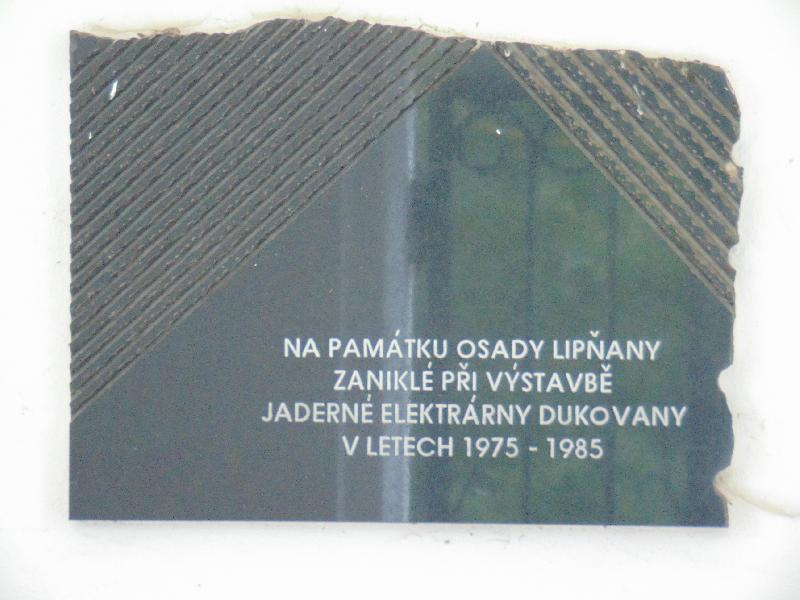 NA PAMÁTKU OSADY LIPŇANY
ZANIKLÉ PŘI VÝSTAVBĚ
JADERNÉ ELEKTRÁRNY DUKOVANY
V LETECH 1975 - 1985